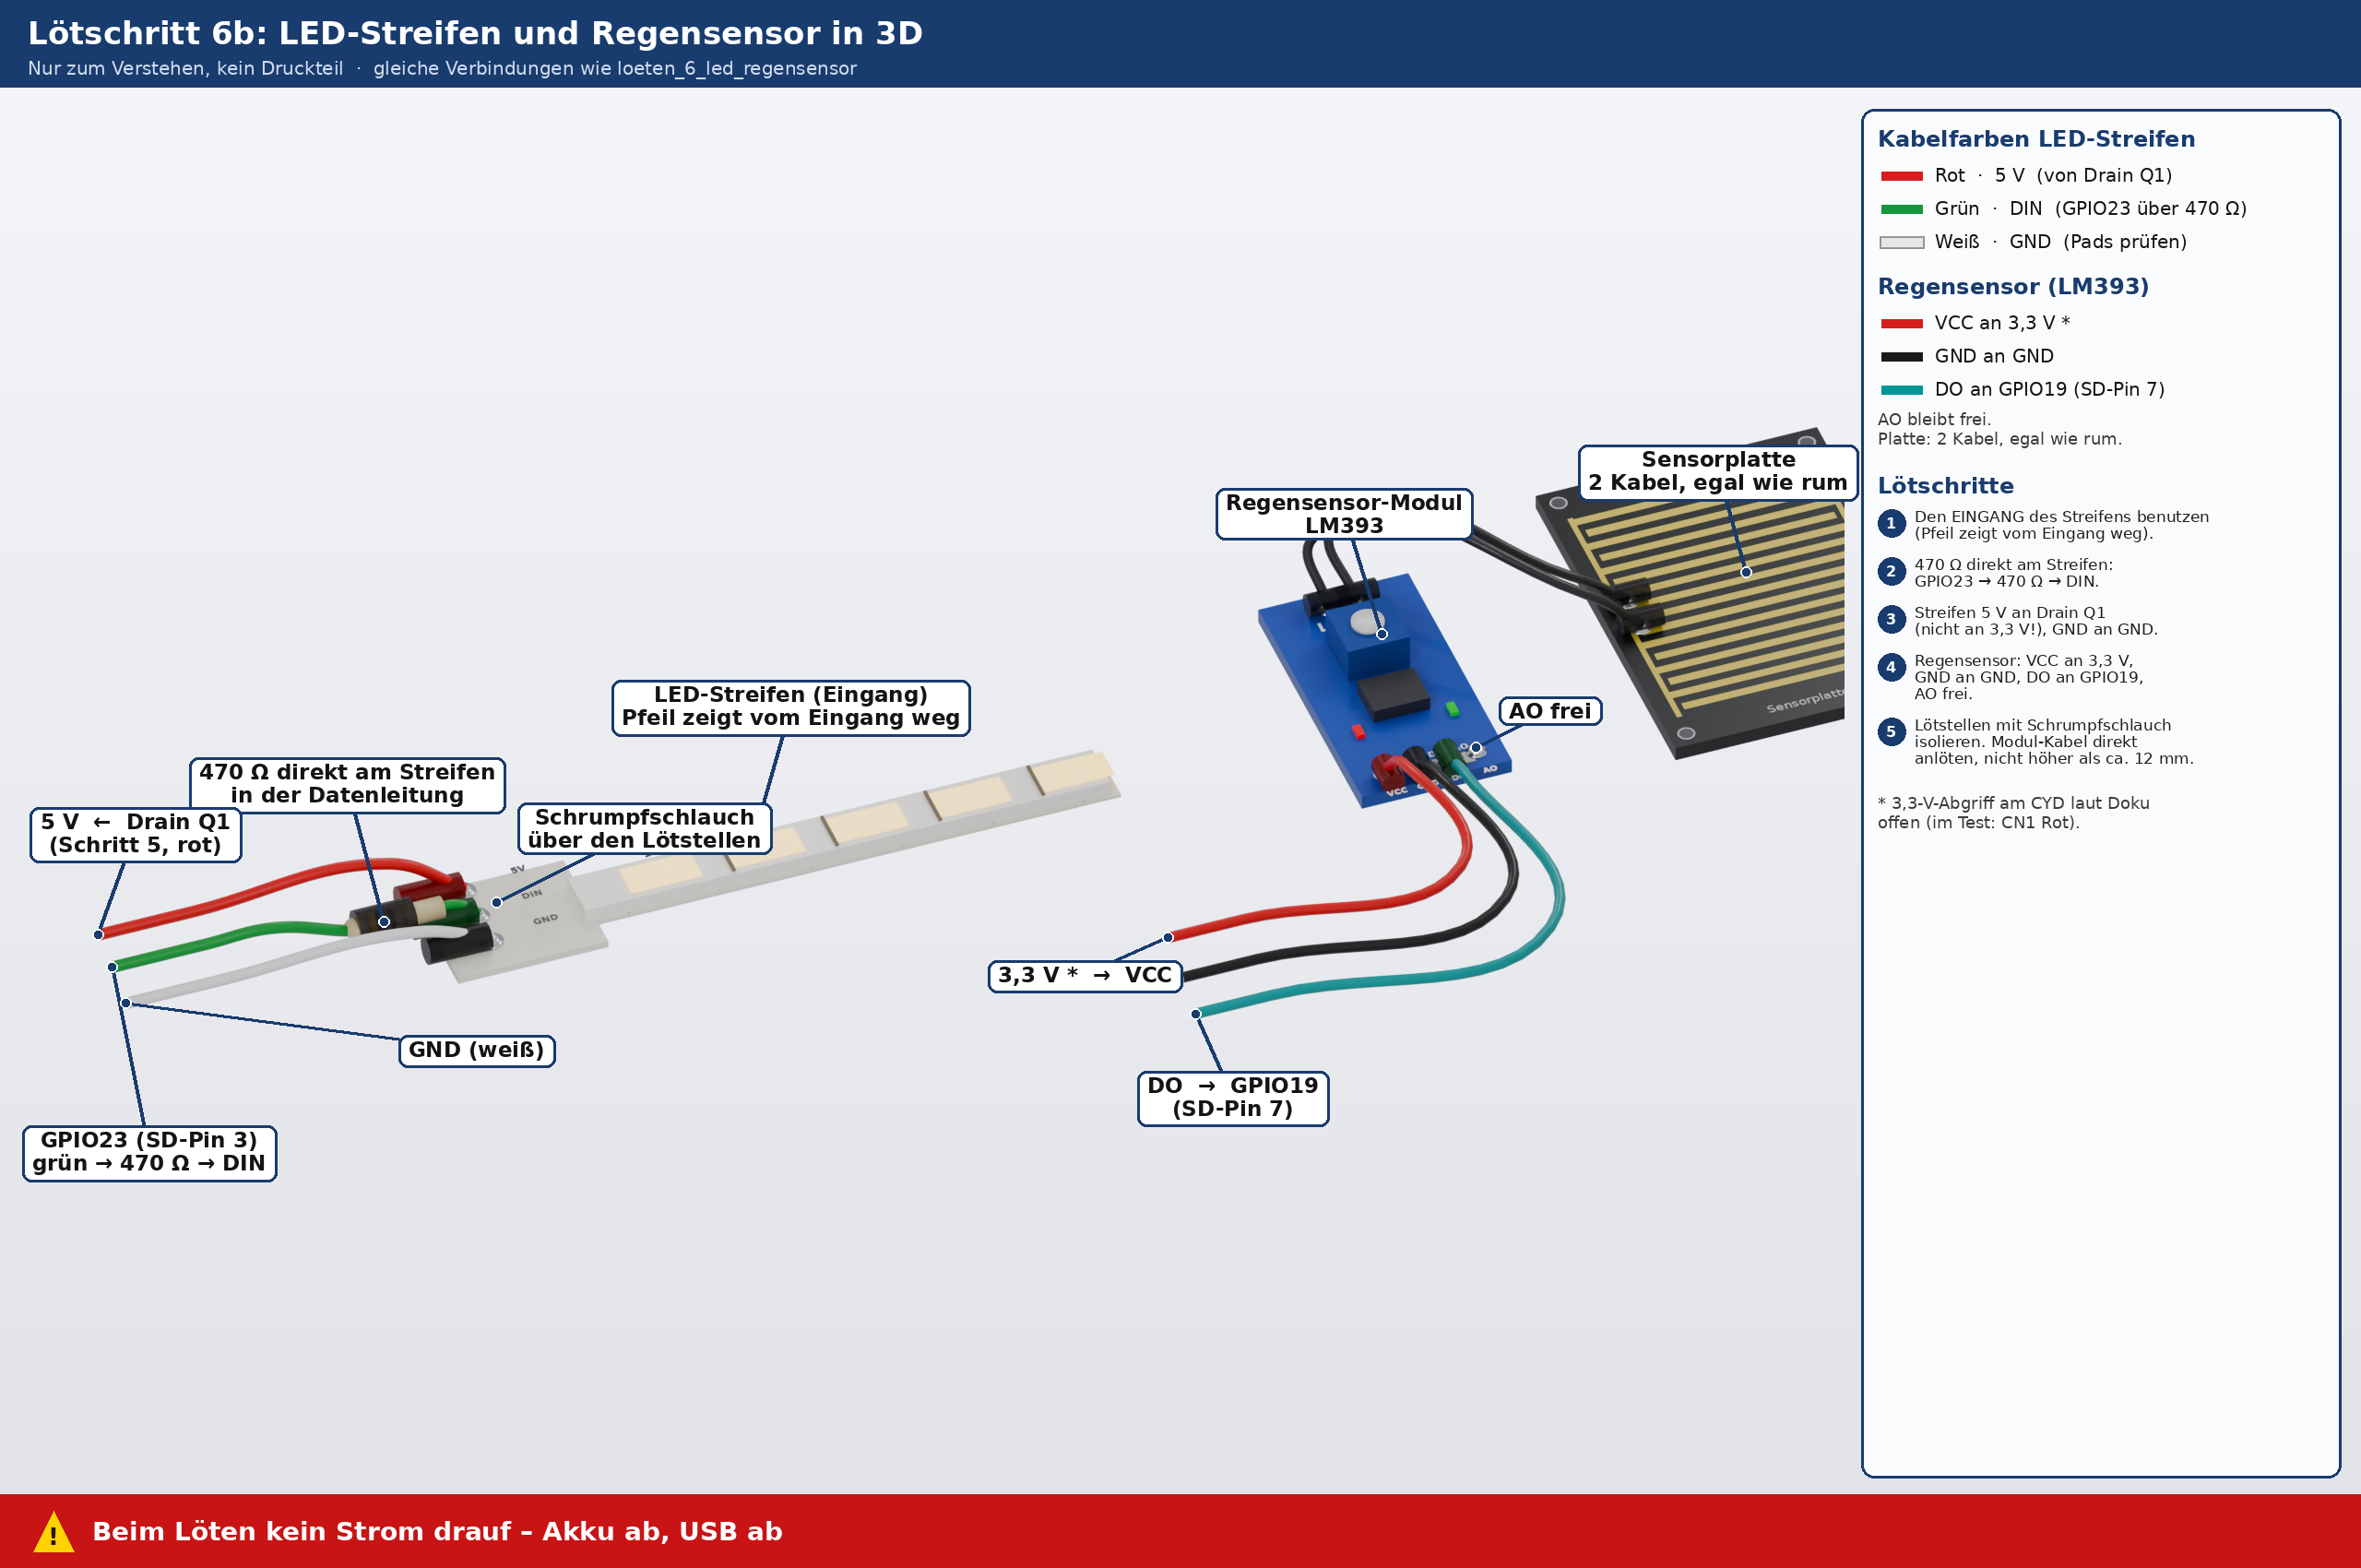 Lötschritt 6b: LED-Streifen und Regensensor in 3D
Nur zum Verstehen, kein Druckteil · gleiche Verbindungen wie loeten_6_led_regensensor
Sensorplatte
2 Kabel, egal wie rum
Regensensor-Modul
LM393
LED-Streifen (Eingang)
Pfeil zeigt vom Eingang weg
AO frei
470 Ω direkt am Streifen
in der Datenleitung
Schrumpfschlauch
über den Lötstellen
5 V ← Drain Q1
(Schritt 5, rot)
5V
DIN
GND
Sensorplatte
VCC
AO
3,3 V * → VCC
GND (weiß)
DO → GPIO19
(SD-Pin 7)
GPIO23 (SD-Pin 3)
grün → 470 Ω → DIN
Kabelfarben LED-Streifen
Rot · 5 V (von Drain Q1)
Grün · DIN (GPIO23 über 470 Ω)
Weiß · GND (Pads prüfen)
Regensensor (LM393)
VCC an 3,3 V *
GND an GND
DO an GPIO19 (SD-Pin 7)
AO bleibt frei.
Platte: 2 Kabel, egal wie rum.
Lötschritte
1 Den EINGANG des Streifens benutzen
(Pfeil zeigt vom Eingang weg).
2 470 Ω direkt am Streifen:
GPIO23 → 470 Ω → DIN.
3 Streifen 5 V an Drain Q1
(nicht an 3,3 V!), GND an GND.
4 Regensensor: VCC an 3,3 V,
GND an GND, DO an GPIO19,
AO frei.
5 Lötstellen mit Schrumpfschlauch
isolieren. Modul-Kabel direkt
anlöten, nicht höher als ca. 12 mm.
* 3,3-V-Abgriff am CYD laut Doku
offen (im Test: CN1 Rot).
! Beim Löten kein Strom drauf – Akku ab, USB ab